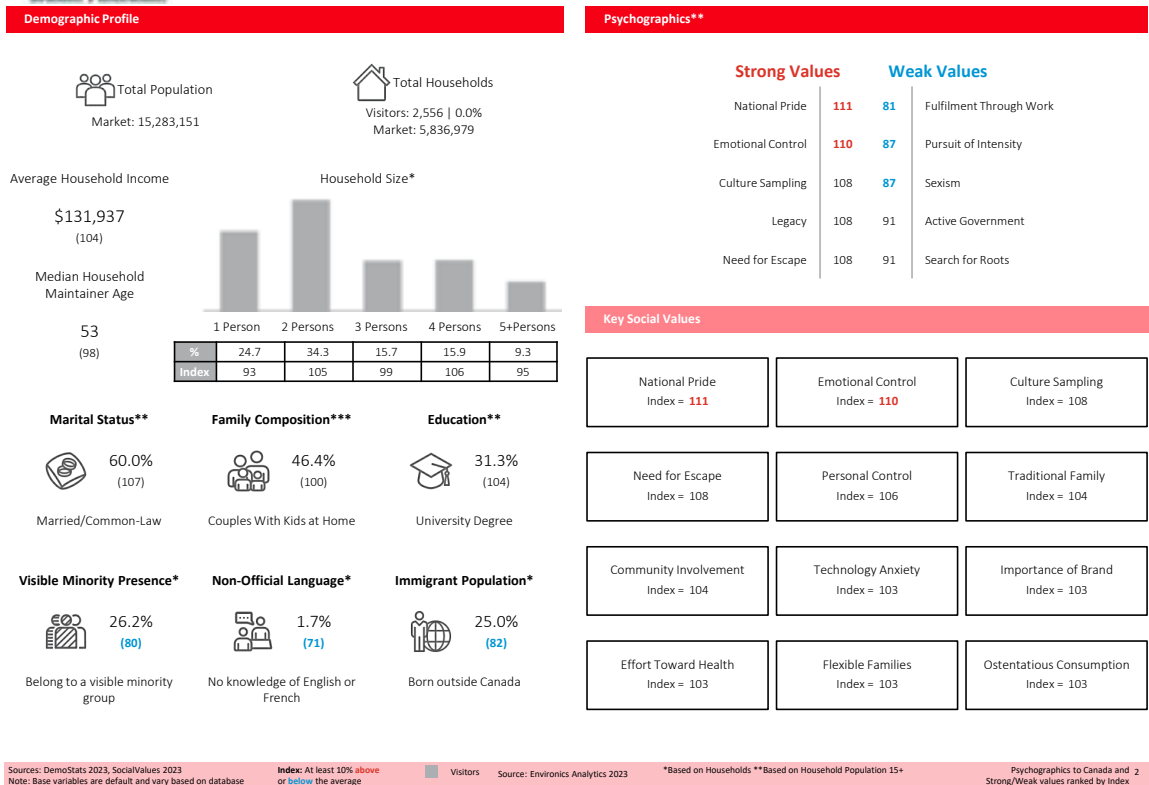 Demographic Profile
Total Population
Market: 15,283,151
Total Households
Visitors: 2,556 | 0.0%
Market: 5,836,979
Average Household Income
$131,937
(104)
Median Household
Maintainer Age
53
(98)
Household Size*
1 Person 2 Persons 3 Persons 4 Persons 5+Persons
% 24.7 34.3 15.7 15.9 9.3
Index 93 105 99 106 95
Marital Status**
60.0%
(107)
Married/Common-Law
Family Composition***
46.4%
(100)
Couples With Kids at Home
Education**
31.3%
(104)
University Degree
Visible Minority Presence*
26.2%
(80)
Belong to a visible minority
group
Non-Official Language*
1.7%
(71)
No knowledge of English or
French
Immigrant Population*
25.0%
(82)
Born outside Canada
Psychographics**
Strong Values Weak Values
National Pride 111 81 Fulfilment Through Work
Emotional Control 110 87 Pursuit of Intensity
Culture Sampling 108 87 Sexism
Legacy 108 91 Active Government
Need for Escape 108 91 Search for Roots
Key Social Values
National Pride
Index = 111
Emotional Control
Index = 110
Culture Sampling
Index = 108
Need for Escape
Index = 108
Personal Control
Index = 106
Traditional Family
Index = 104
Community Involvement
Index = 104
Technology Anxiety
Index = 103
Importance of Brand
Index = 103
Effort Toward Health
Index = 103
Flexible Families
Index = 103
Ostentatious Consumption
Index = 103
Sources: DemoStats 2023, SocialValues 2023
Note: Base variables are default and vary based on database
Index: At least 10% above
or below the average
Visitors
Source: Environics Analytics 2023
*Based on Households **Based on Household Population 15+
Psychographics to Canada and
Strong/Weak values ranked by Index
2